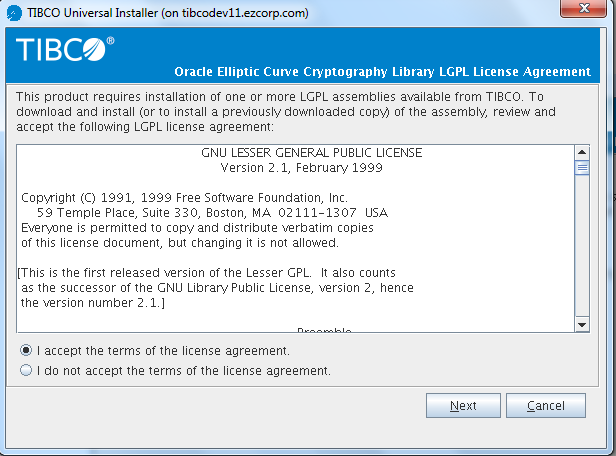 TIBCO Universal Installer (on tibcodev11.ezcorp.com)
TIBCO®
Oracle Elliptic Curve Cryptography Library LGPL License Agreement
This product requires installation of one or more LGPL assemblies available from TIBCO. To
download and install (or to install a previously downloaded copy) of the assembly, review and
accept the following LGPL license agreement:
GNU LESSER GENERAL PUBLIC LICENSE
Version 2.1, February 1999
Copyright (C) 1991, 1999 Free Software Foundation, Inc.
59 Temple Place, Suite 330, Boston, MA 02111-1307 USA
Everyone is permitted to copy and distribute verbatim copies
of this license document, but changing it is not allowed.
[This is the first released version of the Lesser GPL. It also counts
as the successor of the GNU Library Public License, version 2, hence
the version number 2.1.]
Preamble
I accept the terms of the license agreement.
I do not accept the terms of the license agreement.
Next
Cancel